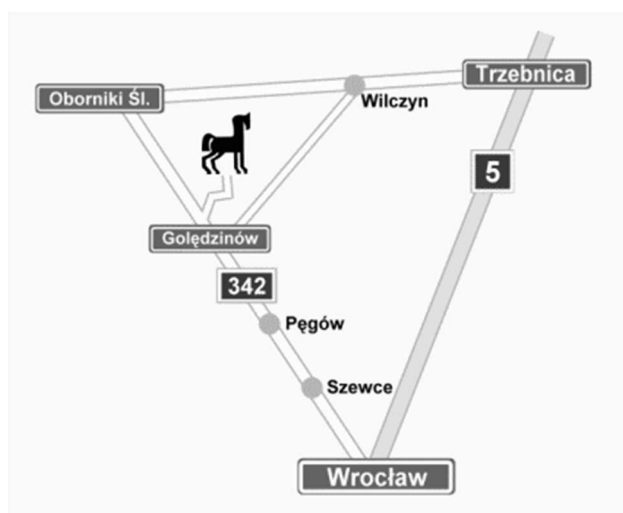 Trzebnica
Oborniki Śl.
Wilczyn
5
Golędzinów
342
Pęgów
Szewce
Wrocław